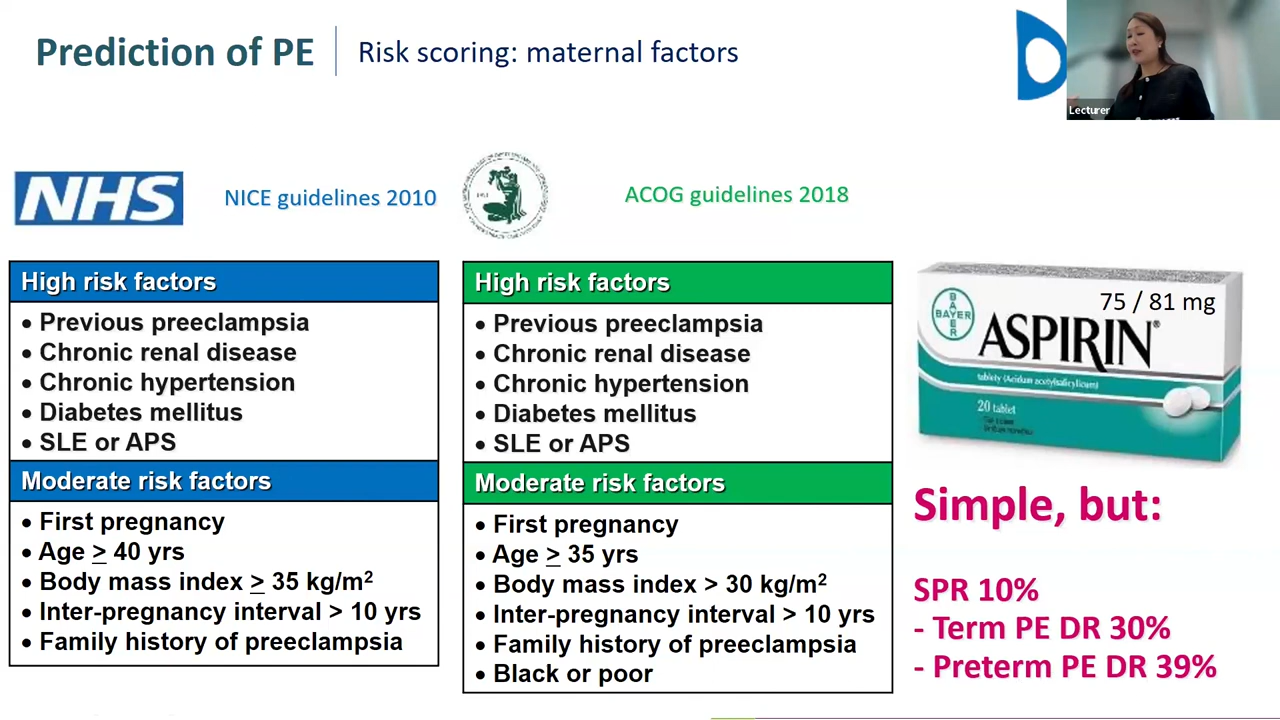 Prediction of PE
Risk scoring: maternal factors
Lecturer
NHS
NICE guidelines 2010
ACOG guidelines 2018
High risk factors
• Previous preeclampsia
• Chronic renal disease
• Chronic hypertension
• Diabetes mellitus
• SLE or APS
Moderate risk factors
• First pregnancy
• Age ≥ 40 yrs
• Body mass index ≥ 35 kg/m²
• Inter-pregnancy interval > 10 yrs
• Family history of preeclampsia
High risk factors
• Previous preeclampsia
• Chronic renal disease
• Chronic hypertension
• Diabetes mellitus
• SLE or APS
Moderate risk factors
• First pregnancy
• Age ≥ 35 yrs
• Body mass index > 30 kg/m²
• Inter-pregnancy interval > 10 yrs
• Family history of preeclampsia
• Black or poor
75 / 81 mg
BAYER
BAYER
ASPIRIN®
tablety (Acidum acetylsalicylicum)
20 tablet
Simple, but:
SPR 10%
- Term PE DR 30%
- Preterm PE DR 39%